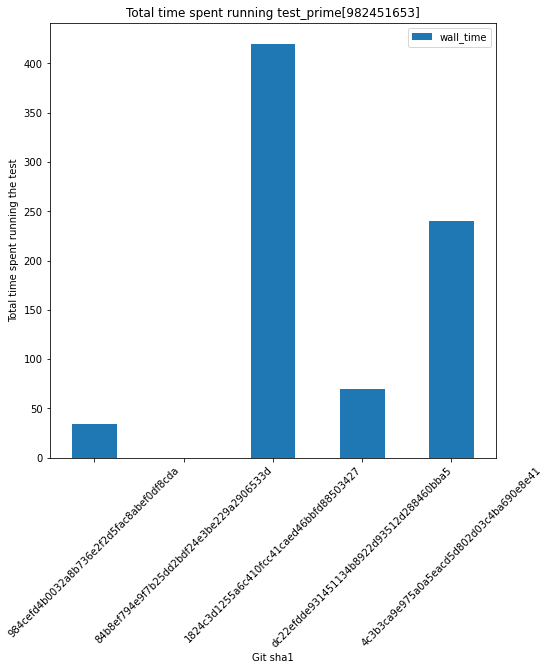 Total time spent running test_prime[982451653]
wall_time
Total time spent running the test
400
350
300
250
200
150
100
50
0
984cefd4b0032a8b736e2f2d5fac8abef0df8cda
84b8ef794e9f7b25dd2bdf24e3be229a2906533d
1824c3d1255a6c410fcc41caed46bbfd88503427
dc22efdde931451134b8922d93512d288460bba5
4c3b3ca9e975a0a5eacd5d802d03c4ba690e8e41
Git sha1